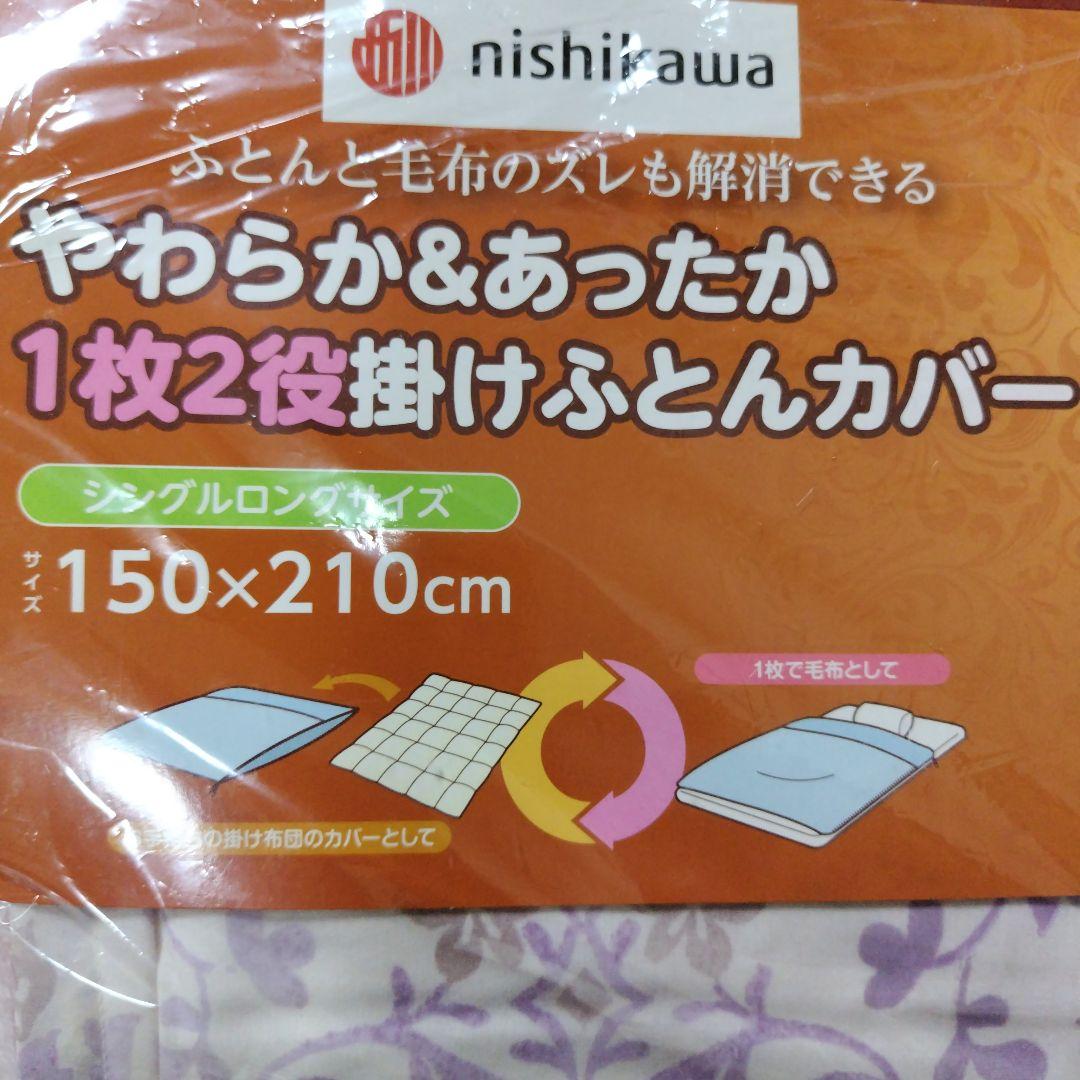 nishikawa
ふとんと毛布のズレも解消できる
やわらか&あったか
1枚2役掛けふとんカバー
シングルロングサイズ
サイズ 150×210cm
1枚で毛布として
の掛け布団のカバーとして